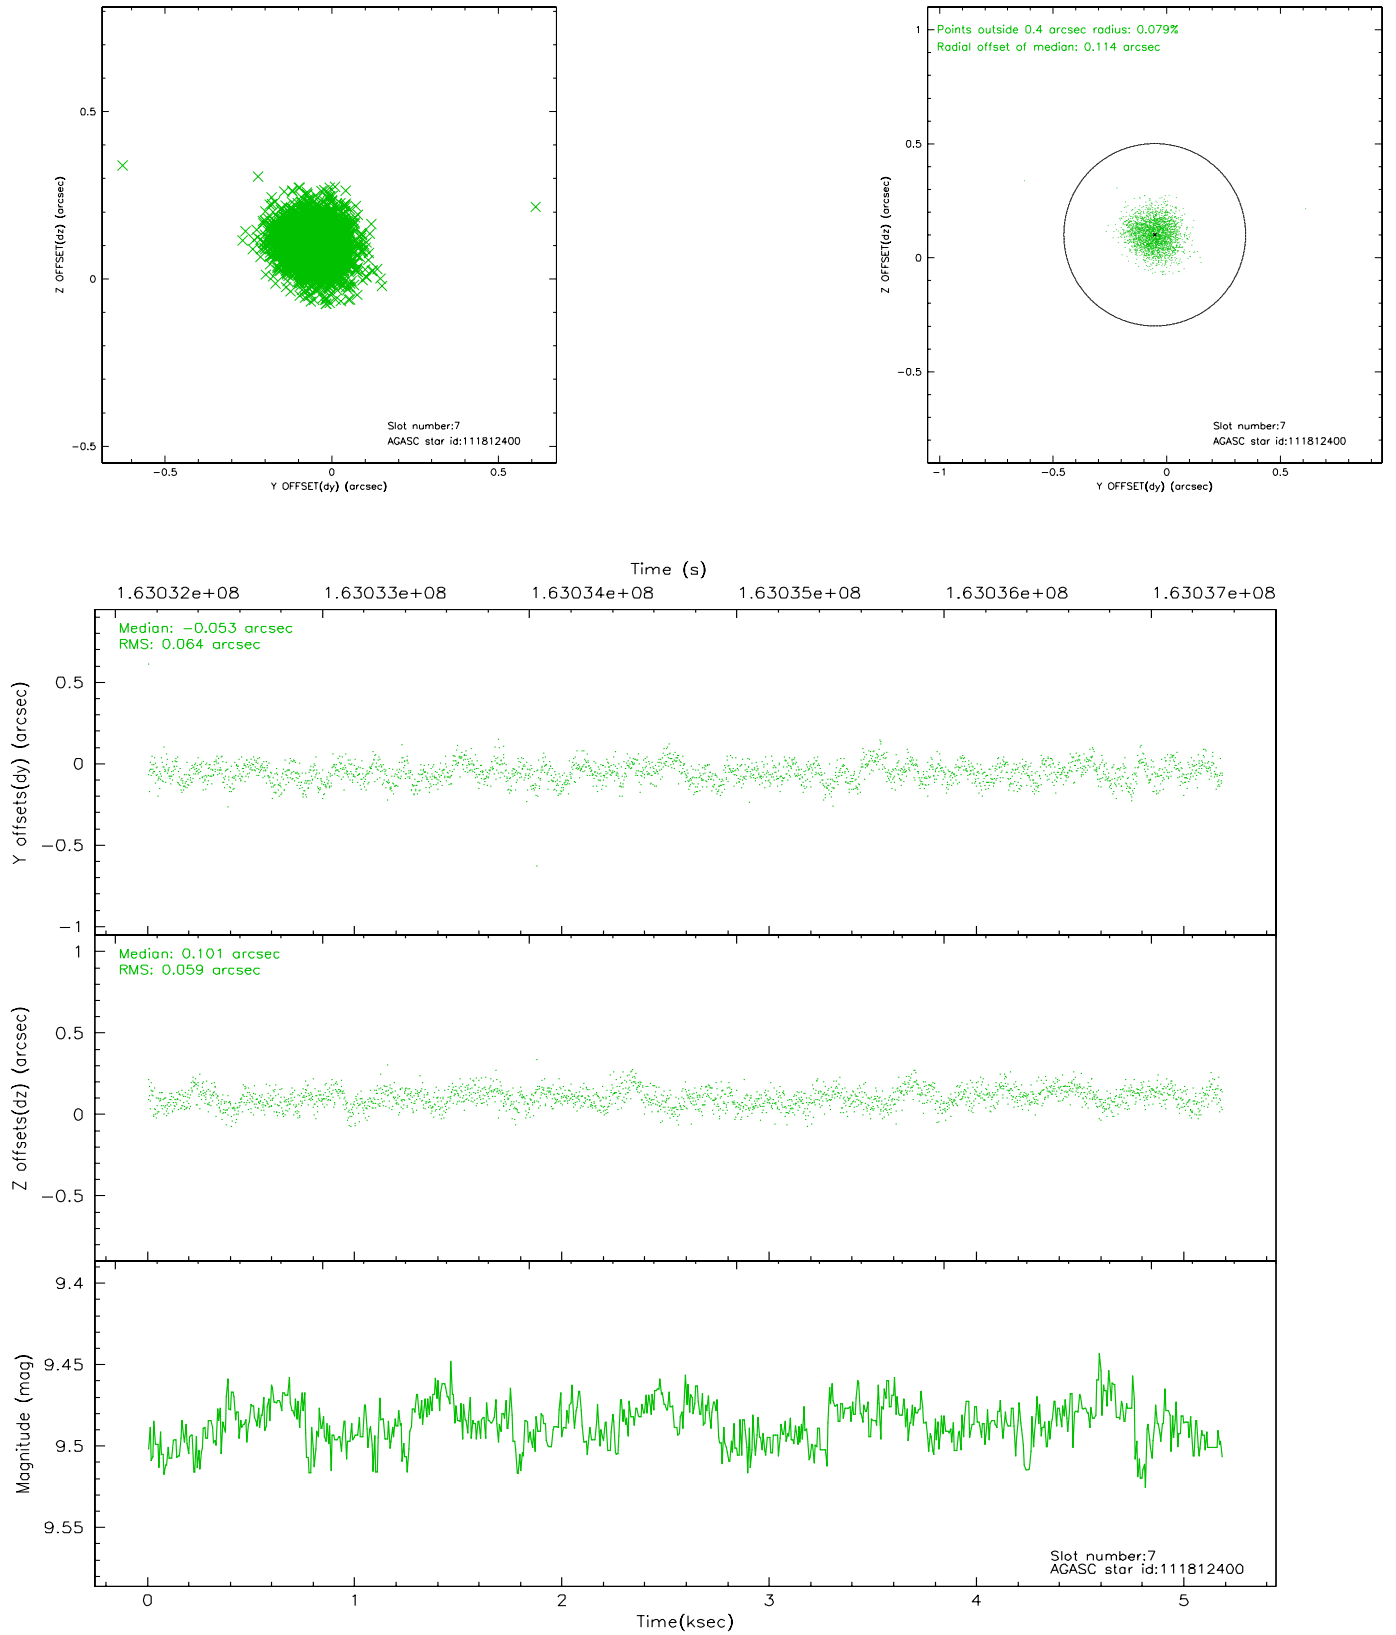 0.5
0
−0.5
Z OFFSET(dz) (arcsec)
Slot number:7
AGASC star id:111812400
−0.5
0
0.5
Y OFFSET(dy) (arcsec)
Points outside 0.4 arcsec radius: 0.079%
Radial offset of median: 0.114 arcsec
1
0.5
0
−0.5
Z OFFSET(dz) (arcsec)
Slot number:7
AGASC star id:111812400
−1
−0.5
0
0.5
Y OFFSET(dy) (arcsec)
Time (s)
1.63032e+08
1.63033e+08
1.63034e+08
1.63035e+08
1.63036e+08
1.63037e+08
Median: −0.053 arcsec
RMS: 0.064 arcsec
0.5
0
−0.5
−1
Y offsets(dy) (arcsec)
Median: 0.101 arcsec
RMS: 0.059 arcsec
1
0.5
0
−0.5
Z offsets(dz) (arcsec)
9.4
9.45
9.5
9.55
Magnitude (mag)
Slot number:7
AGASC star id:111812400
0
1
2
3
4
5
Time(ksec)